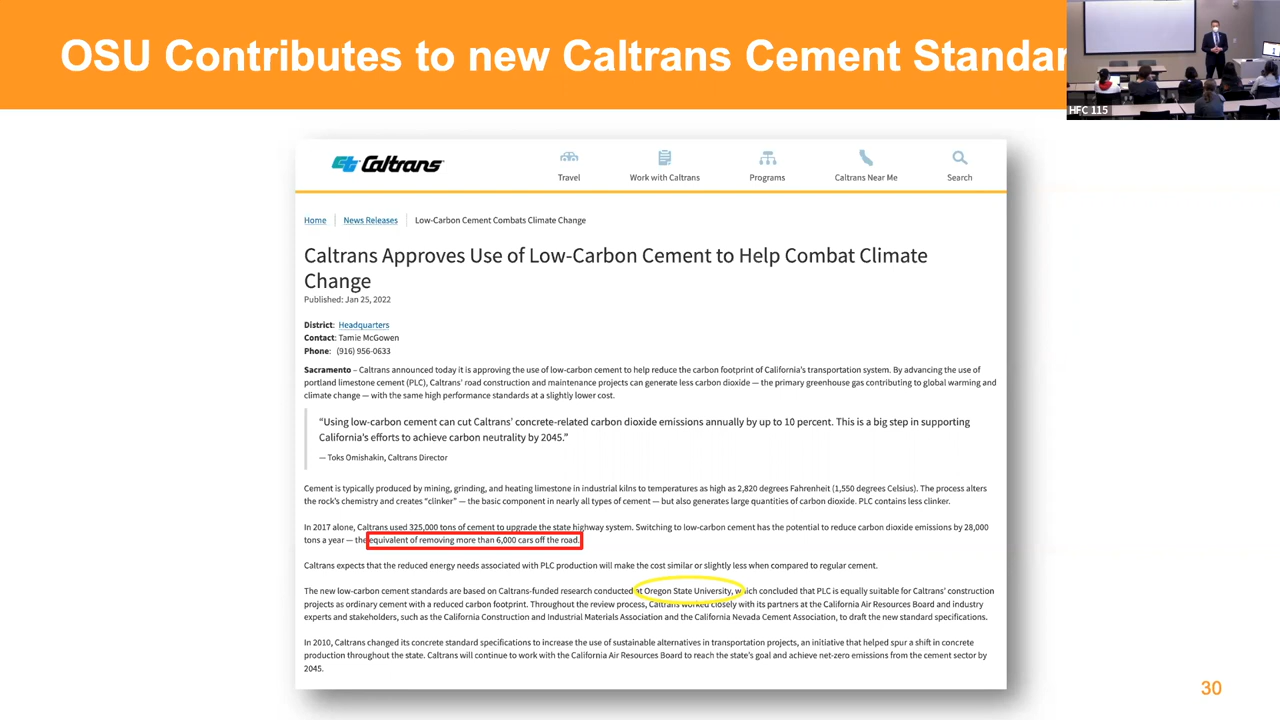 OSU Contributes to new Caltrans Cement Standar
HFC 115
Caltrans
Travel
Work with Caltrans
Programs
Caltrans Near Me
Search
Home
News Releases
Low-Carbon Cement Combats Climate Change
Caltrans Approves Use of Low-Carbon Cement to Help Combat Climate
Change
Published: Jan 25, 2022
District: Headquarters
Contact: Tamie McGowen
Phone: (916) 956-0633
Sacramento – Caltrans announced today it is approving the use of low-carbon cement to help reduce the carbon footprint of California's transportation system. By advancing the use of
portland limestone cement (PLC), Caltrans' road construction and maintenance projects can generate less carbon dioxide — the primary greenhouse gas contributing to global warming and
climate change — with the same high performance standards at a slightly lower cost.
"Using low-carbon cement can cut Caltrans' concrete-related carbon dioxide emissions annually by up to 10 percent. This is a big step in supporting
California's efforts to achieve carbon neutrality by 2045."
— Toks Omishakin, Caltrans Director
Cement is typically produced by mining, grinding, and heating limestone in industrial kilns to temperatures as high as 2,820 degrees Fahrenheit (1,550 degrees Celsius). The process alters
the rock's chemistry and creates "clinker" — the basic component in nearly all types of cement — but also generates large quantities of carbon dioxide. PLC contains less clinker.
In 2017 alone, Caltrans used 325,000 tons of cement to upgrade the state highway system. Switching to low-carbon cement has the potential to reduce carbon dioxide emissions by 28,000
tons a year — the equivalent of removing more than 6,000 cars off the road.
Caltrans expects that the reduced energy needs associated with PLC production will make the cost similar or slightly less when compared to regular cement.
The new low-carbon cement standards are based on Caltrans-funded research conducted at Oregon State University, which concluded that PLC is equally suitable for Caltrans' construction
projects as ordinary cement with a reduced carbon footprint. Throughout the review process, Caltrans worked closely with its partners at the California Air Resources Board and industry
experts and stakeholders, such as the California Construction and Industrial Materials Association and the California Nevada Cement Association, to draft the new standard specifications.
In 2010, Caltrans changed its concrete standard specifications to increase the use of sustainable alternatives in transportation projects, an initiative that helped spur a shift in concrete
production throughout the state. Caltrans will continue to work with the California Air Resources Board to reach the state's goal and achieve net-zero emissions from the cement sector by
2045.
30